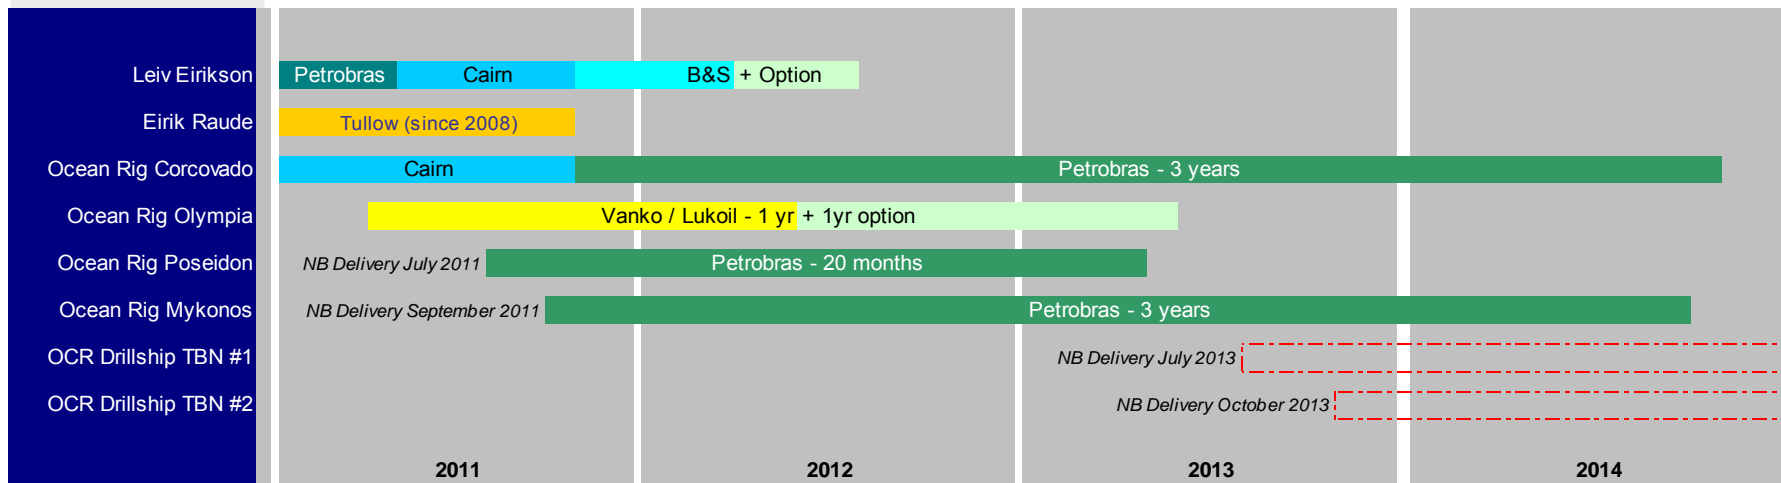 Leiv Eirikson Petrobras Cairn B&S + Option
Eirik Raude Tullow (since 2008)
Ocean Rig Corcovado Cairn Petrobras - 3 years
Ocean Rig Olympia Vanko / Lukoil - 1 yr + 1yr option
Ocean Rig Poseidon NB Delivery July 2011 Petrobras - 20 months
Ocean Rig Mykonos NB Delivery September 2011 Petrobras - 3 years
OCR Drillship TBN #1 NB Delivery July 2013
OCR Drillship TBN #2 NB Delivery October 2013
2011 2012 2013 2014